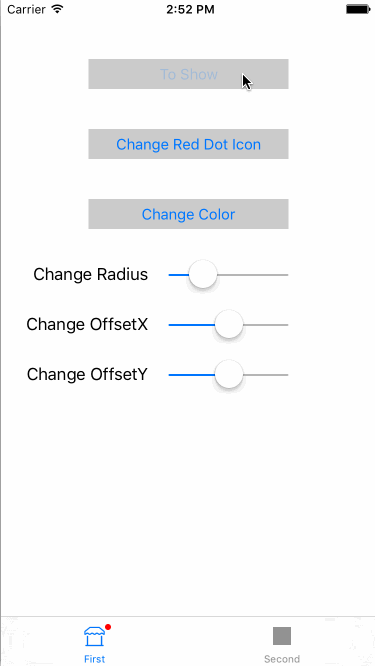 Carrier 2:52 PM
To Show
Change Red Dot Icon
Change Color
Change Radius
Change OffsetX
Change OffsetY
First Second